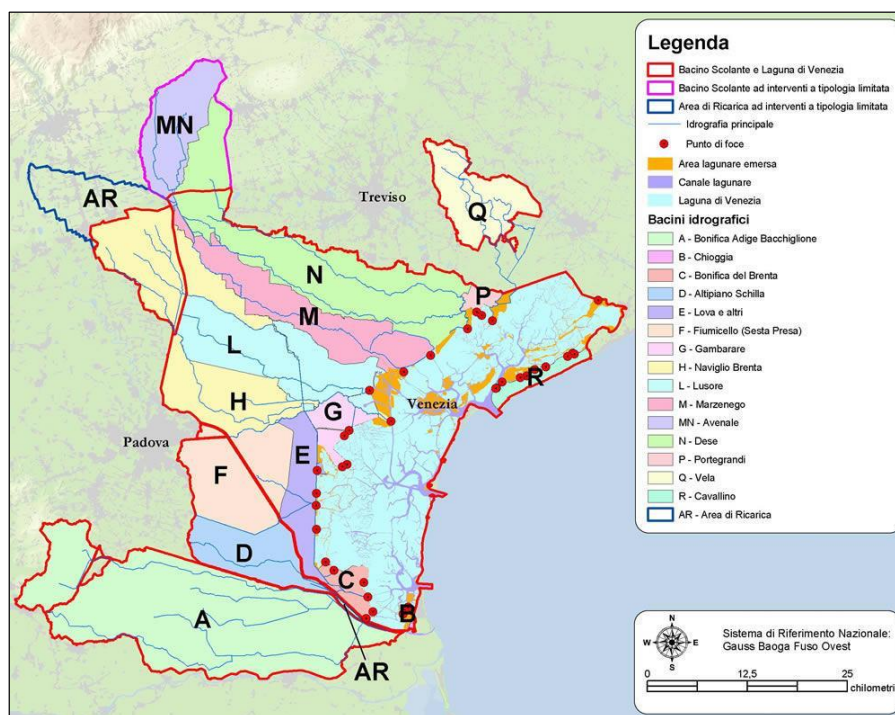 MN
AR
Treviso
Q
N
P
M
L
R
Venezia
H
G
Padova
E
F
D
C
B
A
AR
Legenda
Bacino Scolante e Laguna di Venezia
Bacino Scolante ad interventi a tipologia limitata
Area di Ricarica ad interventi a tipologia limitata
Idrografia principale
Punto di foce
Area lagunare emersa
Canale lagunare
Laguna di Venezia
Bacini idrografici
A - Bonifica Adige Bacchiglione
B - Chioggia
C - Bonifica del Brenta
D - Altipiano Schilla
E - Lova e altri
F - Fiumicello (Sesta Presa)
G - Gambarare
H - Naviglio Brenta
L - Lusore
M - Marzenego
MN - Avenale
N - Dese
P - Portegrandi
Q - Vela
R - Cavallino
AR - Area di Ricarica
N
W E
S
Sistema di Riferimento Nazionale:
Gauss Baoga Fuso Ovest
0 12,5 25
chilometri